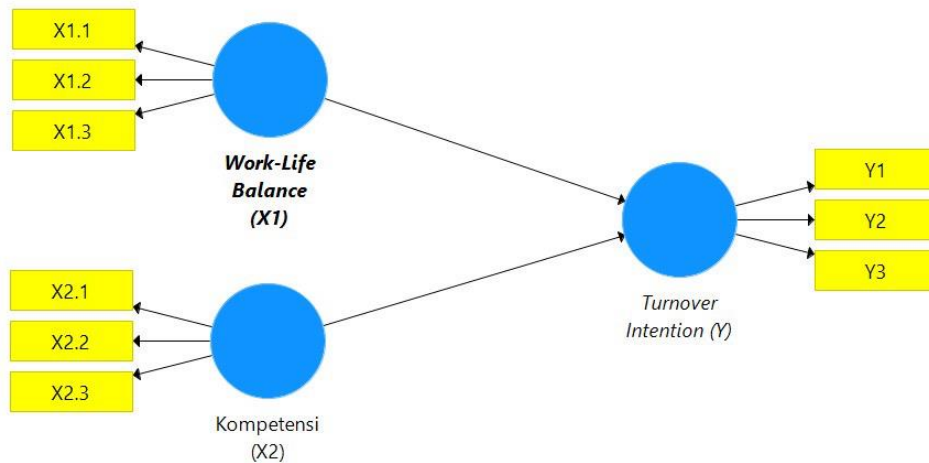 X1.1
X1.2
X1.3
Work-Life
Balance
(X1)
Y1
Y2
Y3
Turnover
Intention (Y)
X2.1
X2.2
X2.3
Kompetensi
(X2)